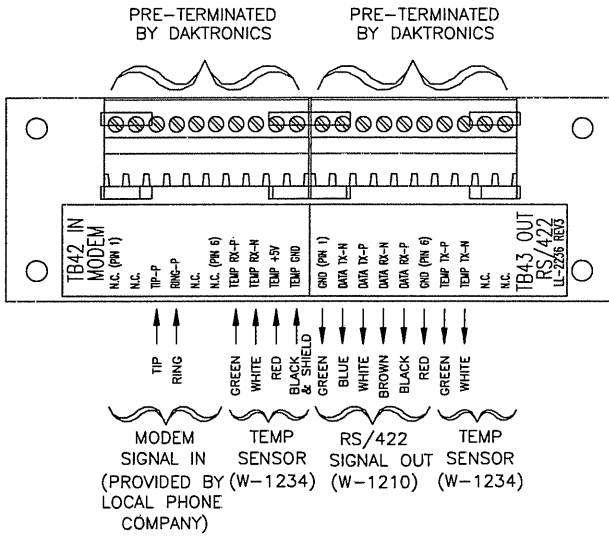 PRE-TERMINATED
BY DAKTRONICS
PRE-TERMINATED
BY DAKTRONICS
TB42 IN
MODEM
N.C. (PIN 1)
N.C.
TIP-P
RING-P
N.C.
N.C. (PIN 6)
TEMP RX-P
TEMP RX-N
TEMP +5V
TEMP GND
GND (PIN 1)
DATA TX-N
DATA TX-P
DATA RX-N
DATA RX-P
GND (PIN 6)
TEMP TX-P
TEMP TX-N
N.C.
N.C.
TB43 OUT
RS/422
LL-2236 REV3
TIP
RING
GREEN
WHITE
RED
BLACK
& SHIELD
GREEN
BLUE
WHITE
BROWN
BLACK
RED
GREEN
WHITE
MODEM
SIGNAL IN
(PROVIDED BY
LOCAL PHONE
COMPANY)
TEMP
SENSOR
(W-1234)
RS/422
SIGNAL OUT
(W-1210)
TEMP
SENSOR
(W-1234)